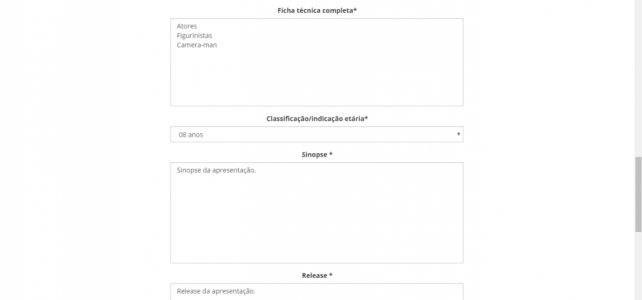 Ficha técnica completa*
Atores
Figurinistas
Camera-man
Classificação/indicação etária*
08 anos
Sinopse *
Sinopse da apresentação.
Release *
Release da apresentação.